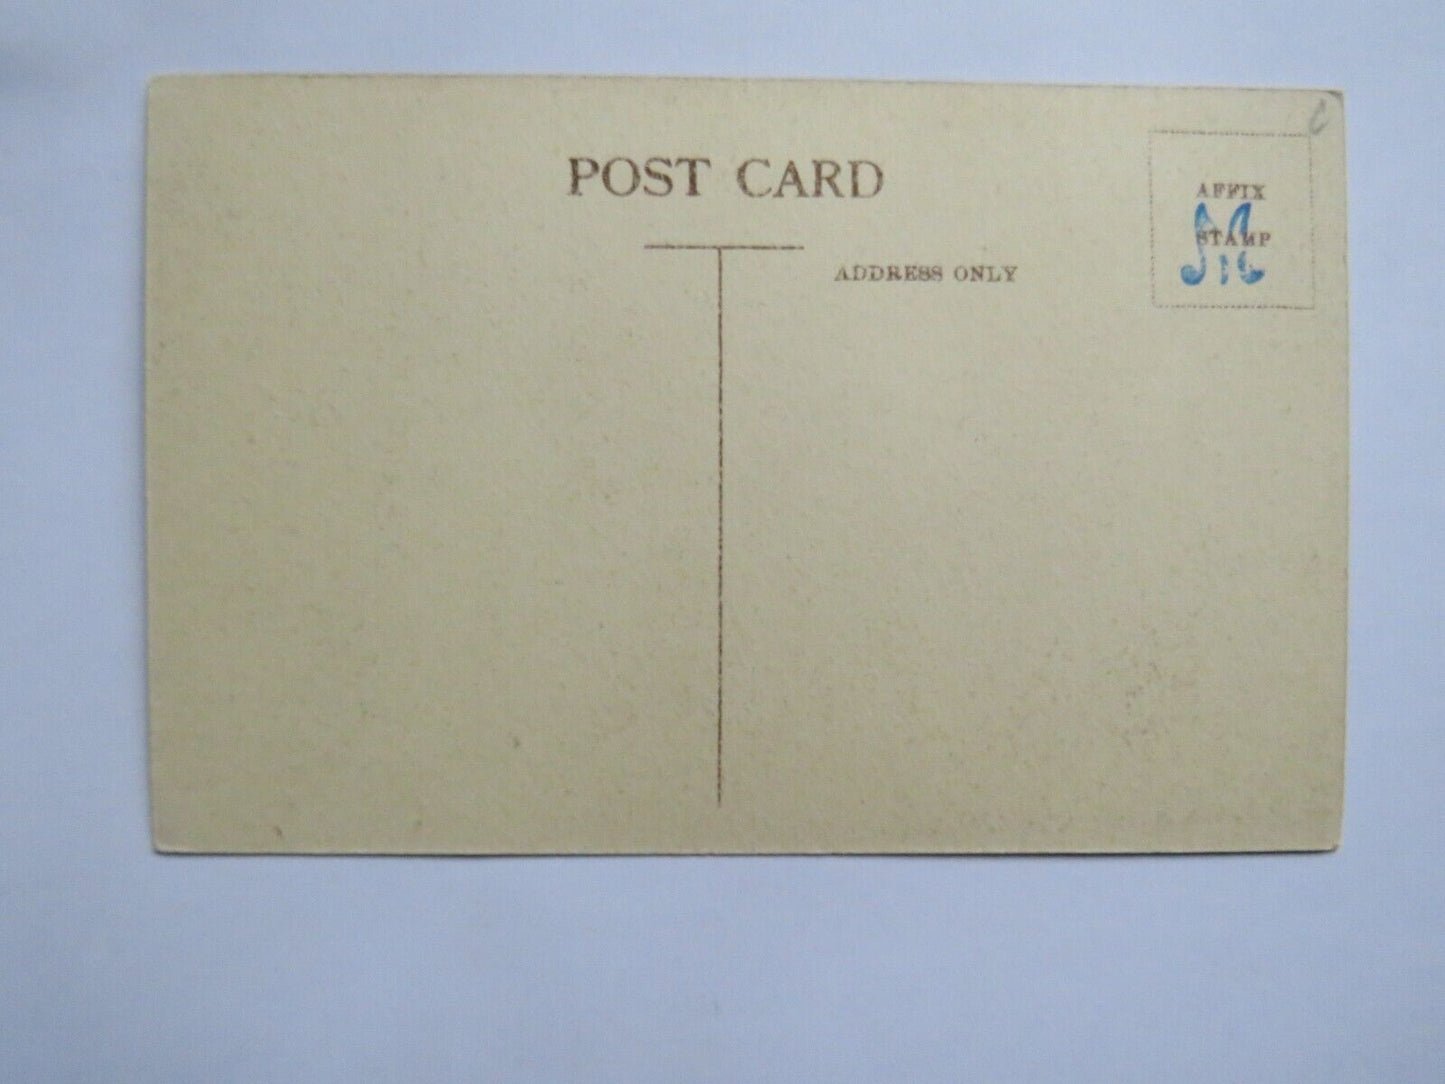 POST CARD
ADDRESS ONLY
AFFIX
STAMP
M
C